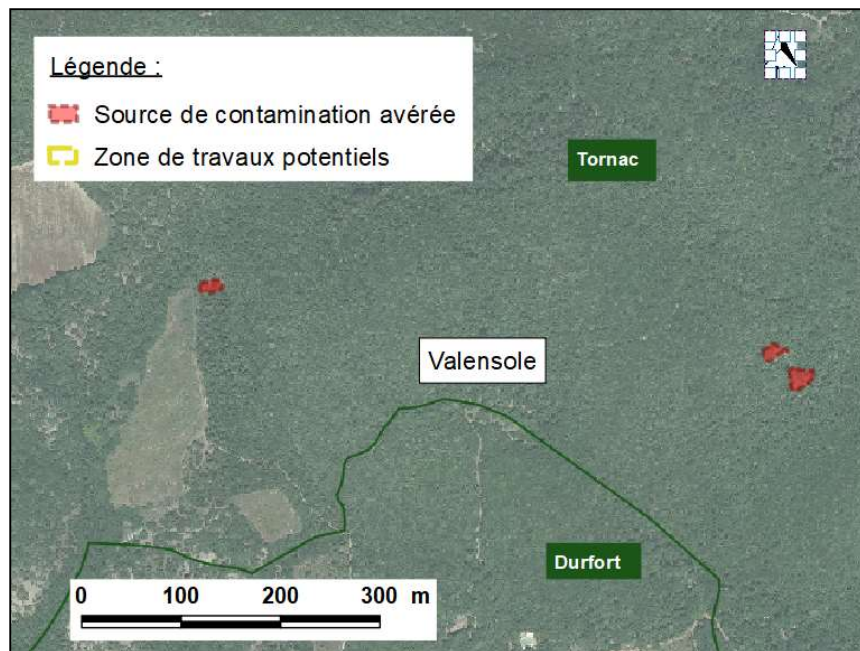 Légende :
Source de contamination avérée
Zone de travaux potentiels
Tornac
Valensole
Durfort
0 100 200 300 m